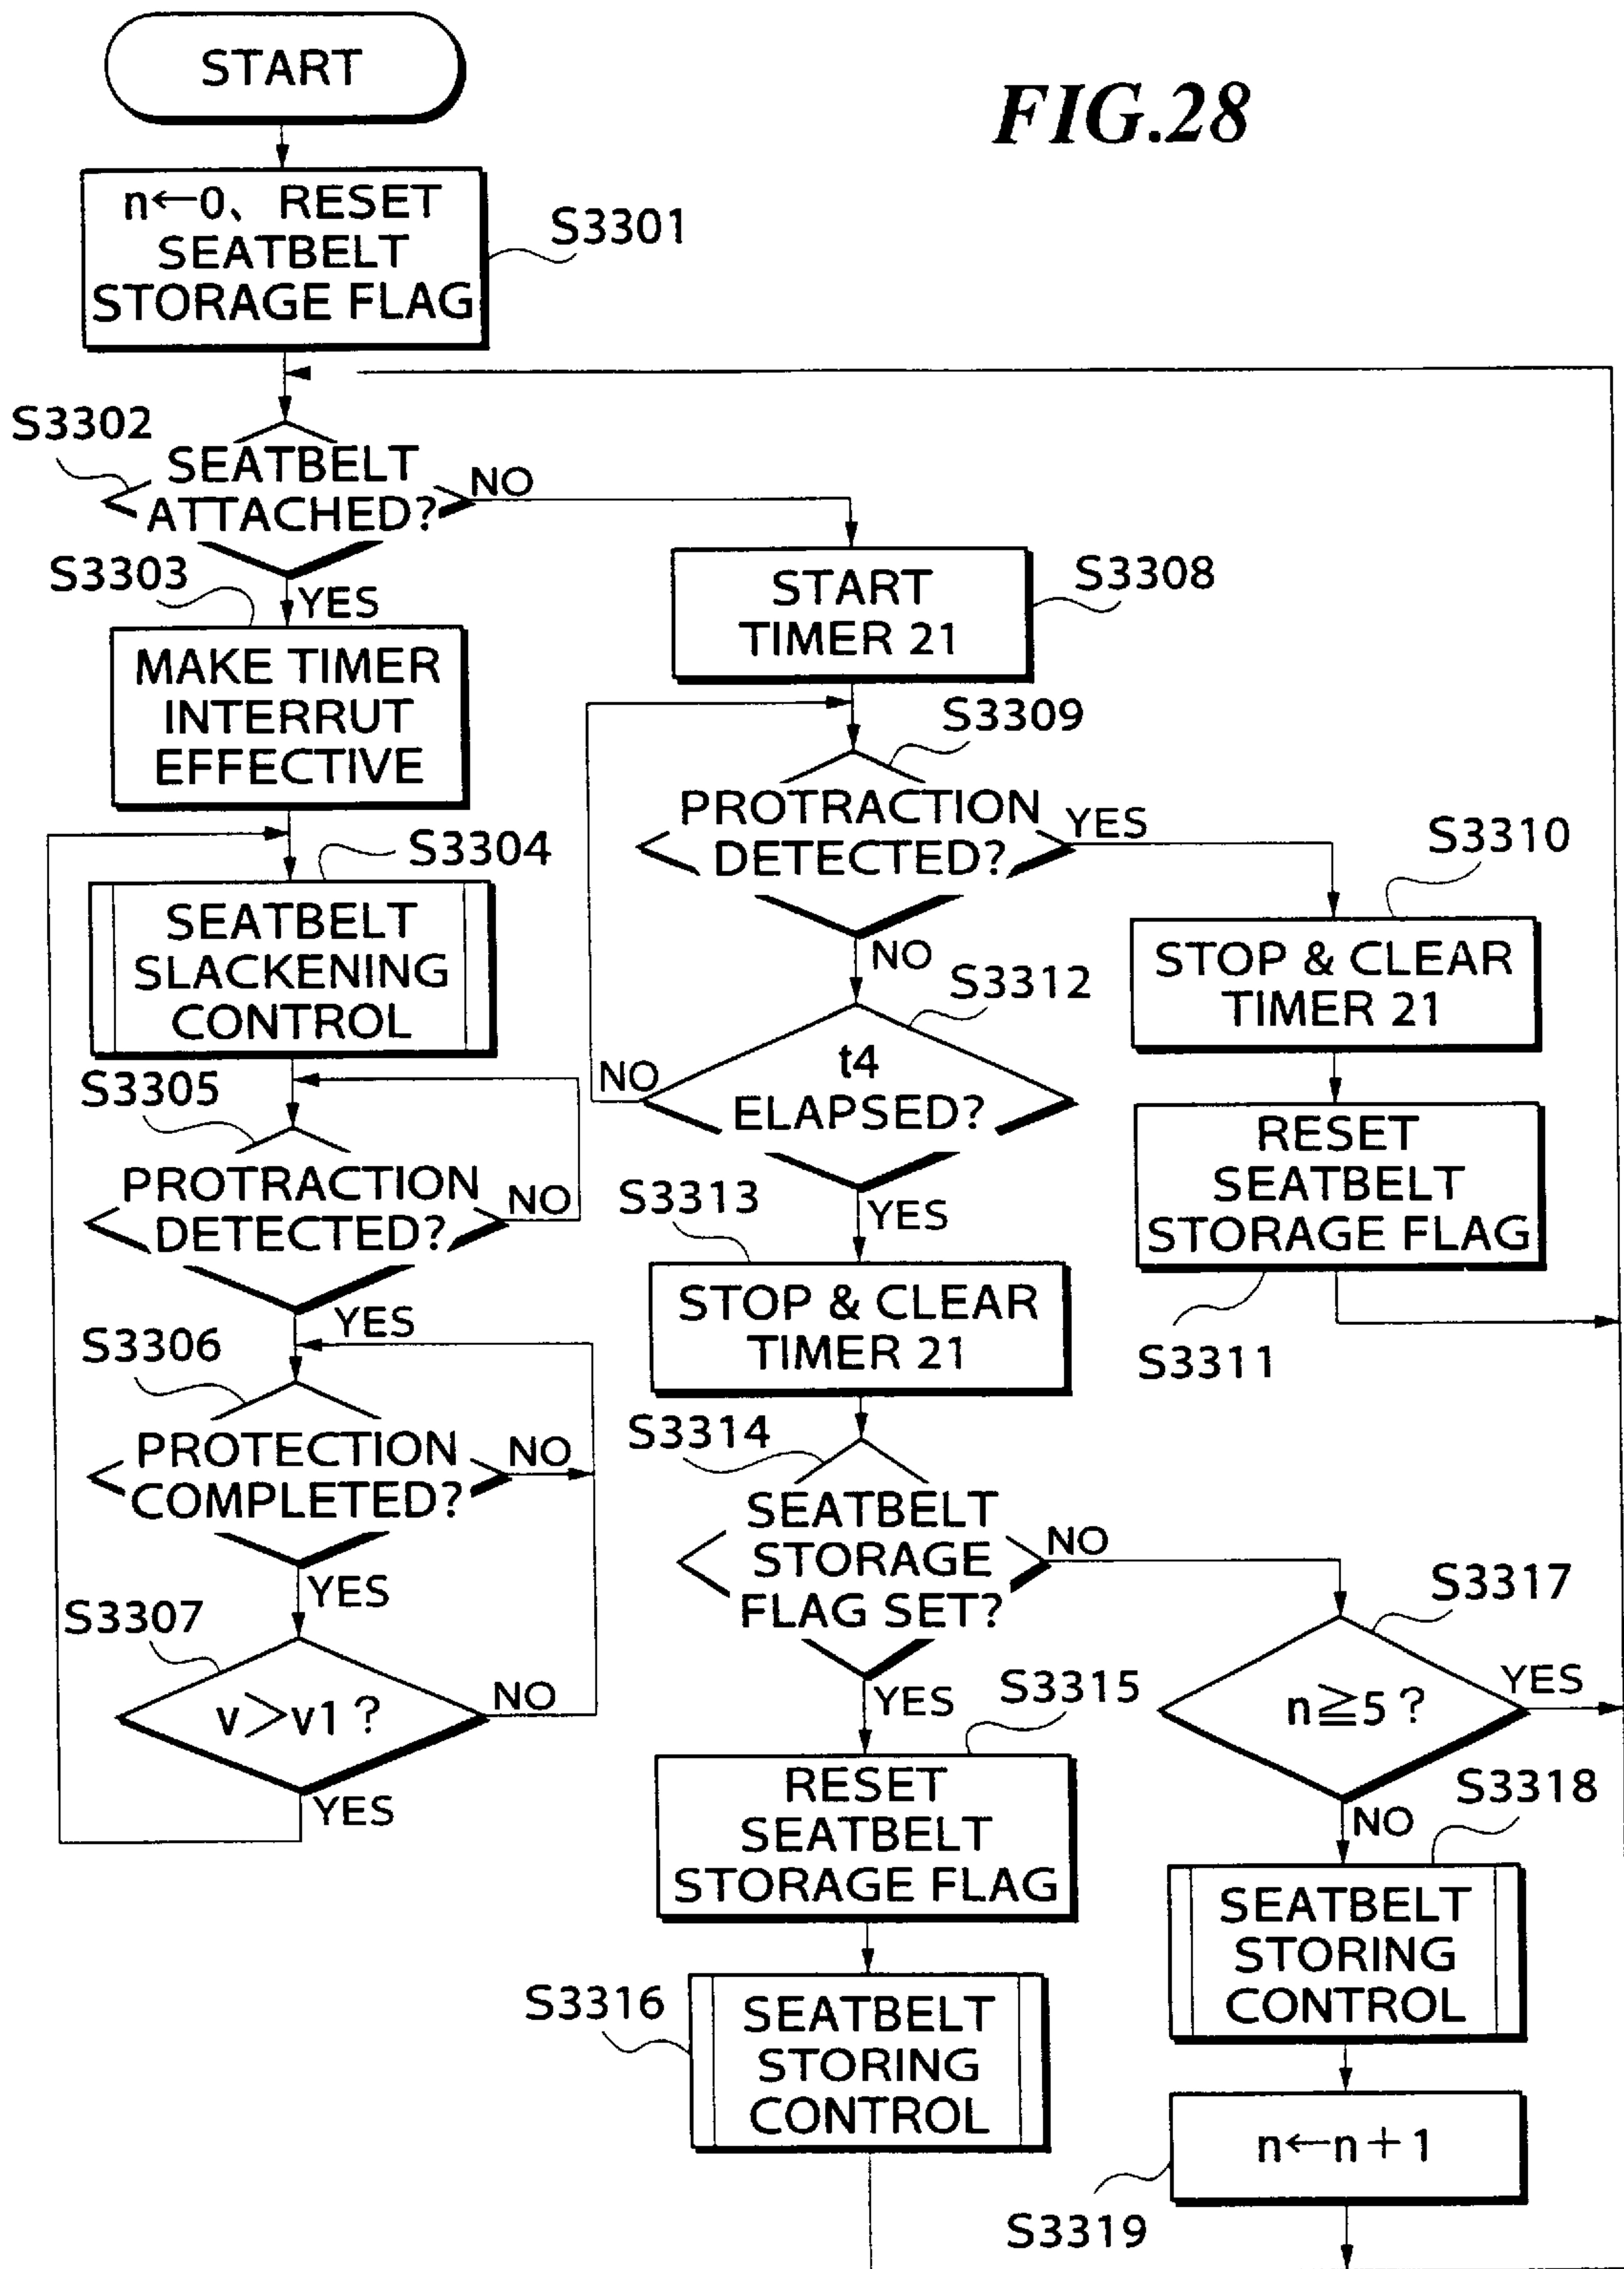 START
FIG.28
n←0、RESET
SEATBELT
STORAGE FLAG
S3301
S3302
SEATBELT
ATTACHED?
NO
YES
S3303
MAKE TIMER
INTERRUT
EFFECTIVE
S3304
SEATBELT
SLACKENING
CONTROL
S3305
PROTRACTION
DETECTED?
NO
YES
S3306
PROTECTION
COMPLETED?
NO
YES
S3307
v>v1?
NO
YES
START
TIMER 21
S3308
S3309
PROTRACTION
DETECTED?
YES
NO
S3310
STOP & CLEAR
TIMER 21
RESET
SEATBELT
STORAGE FLAG
S3311
S3312
t4
ELAPSED?
NO
YES
S3313
STOP & CLEAR
TIMER 21
S3314
SEATBELT
STORAGE
FLAG SET?
NO
YES
S3315
RESET
SEATBELT
STORAGE FLAG
S3316
SEATBELT
STORING
CONTROL
S3317
n≧5?
YES
NO
S3318
SEATBELT
STORING
CONTROL
n←n+1
S3319